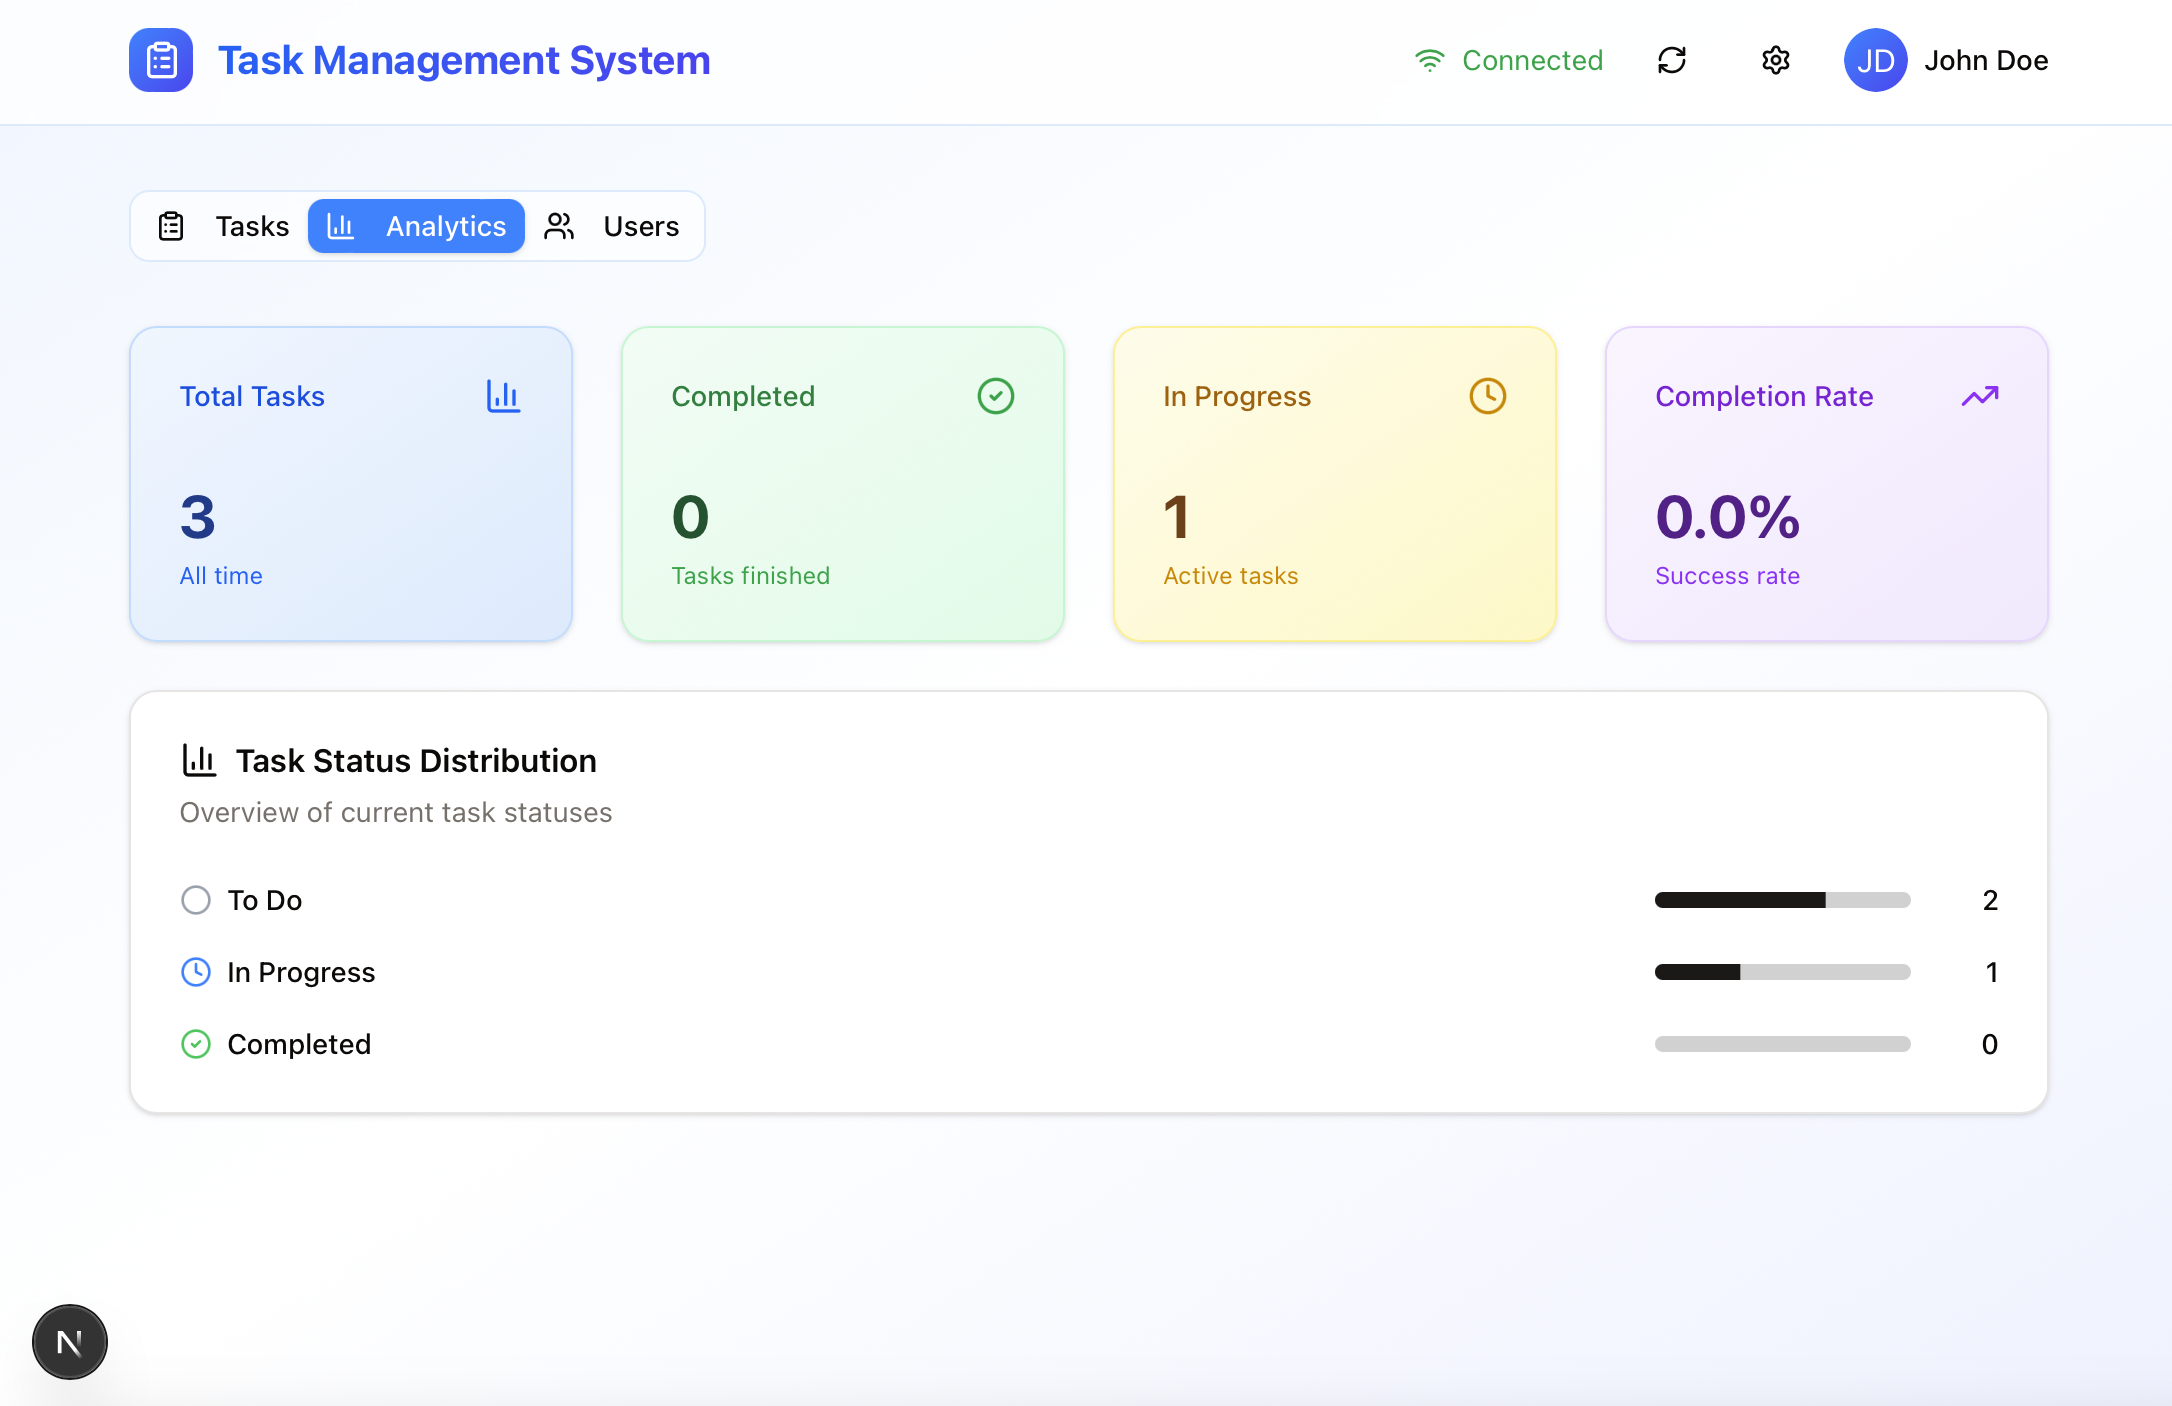 Task Management System
Connected
JD
John Doe
Tasks
Analytics
Users
Total Tasks
3
All time
Completed
0
Tasks finished
In Progress
1
Active tasks
Completion Rate
0.0%
Success rate
Task Status Distribution
Overview of current task statuses
To Do
2
In Progress
1
Completed
0
N